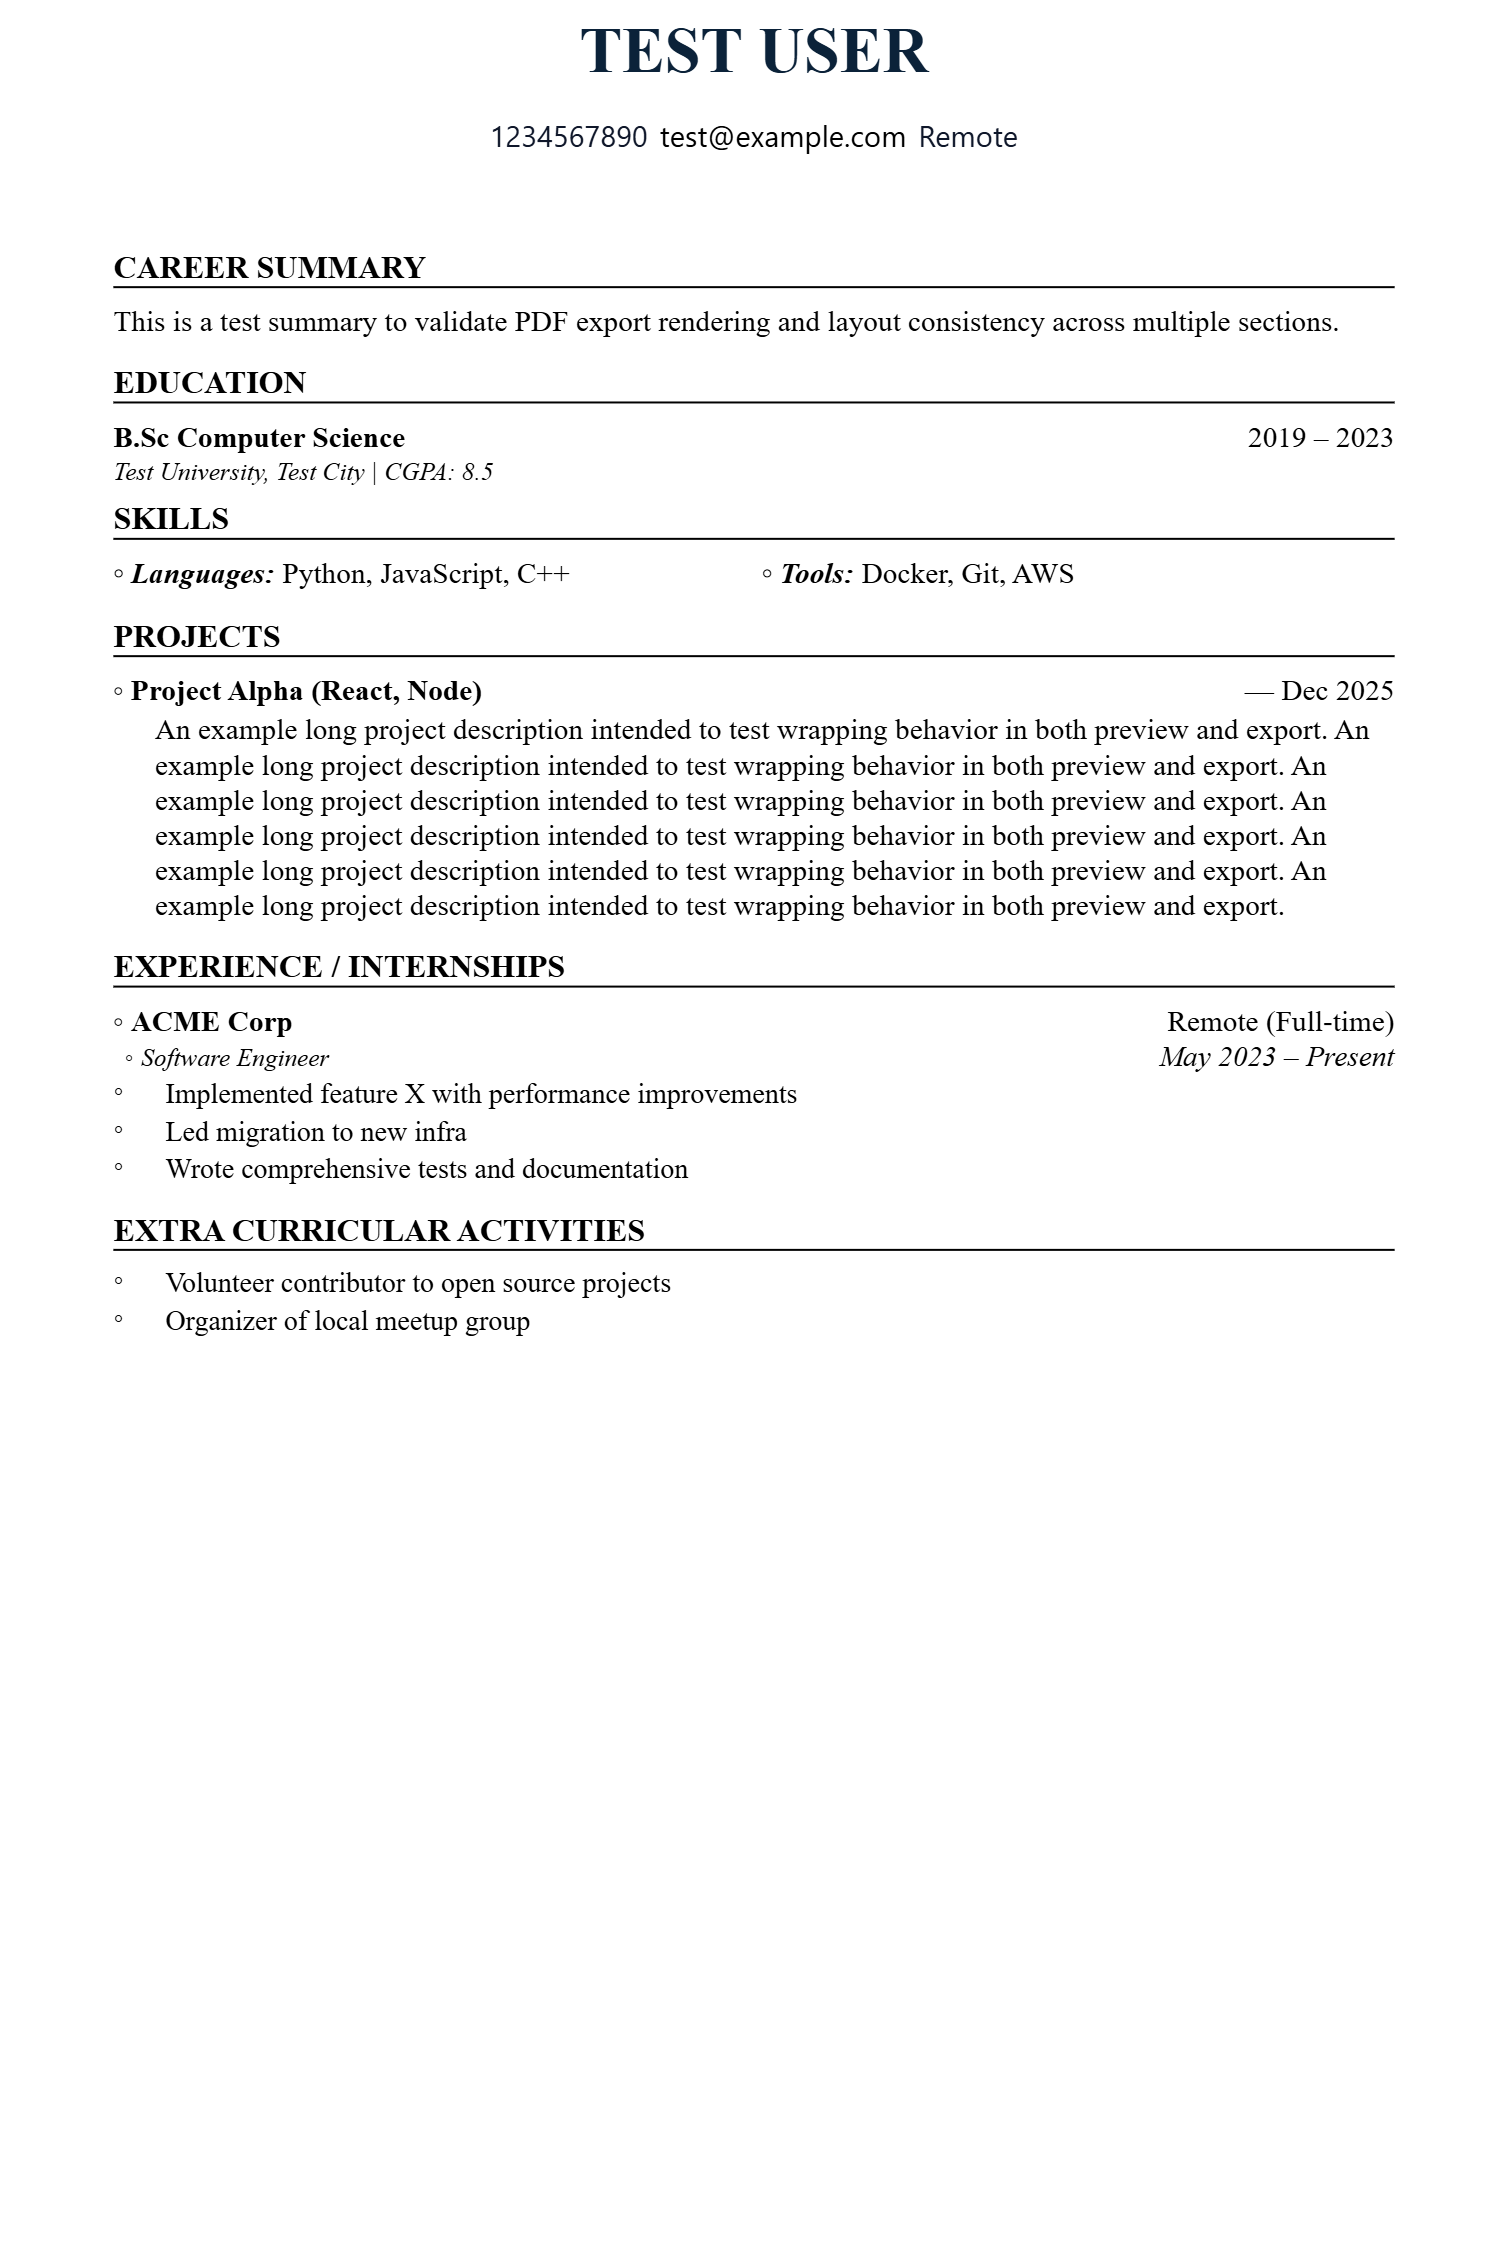 TEST USER
1234567890 test@example.com Remote
CAREER SUMMARY
This is a test summary to validate PDF export rendering and layout consistency across multiple sections.
EDUCATION
B.Sc Computer Science 2019 – 2023
Test University, Test City | CGPA: 8.5
SKILLS
◦ Languages: Python, JavaScript, C++ ◦ Tools: Docker, Git, AWS
PROJECTS
◦ Project Alpha (React, Node) — Dec 2025
An example long project description intended to test wrapping behavior in both preview and export. An
example long project description intended to test wrapping behavior in both preview and export. An
example long project description intended to test wrapping behavior in both preview and export. An
example long project description intended to test wrapping behavior in both preview and export. An
example long project description intended to test wrapping behavior in both preview and export. An
example long project description intended to test wrapping behavior in both preview and export.
EXPERIENCE / INTERNSHIPS
◦ ACME Corp Remote (Full-time)
◦ Software Engineer May 2023 – Present
◦ Implemented feature X with performance improvements
◦ Led migration to new infra
◦ Wrote comprehensive tests and documentation
EXTRA CURRICULAR ACTIVITIES
◦ Volunteer contributor to open source projects
◦ Organizer of local meetup group